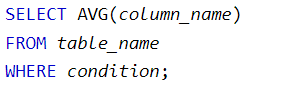 SELECT AVG(column_name)
FROM table_name
WHERE condition;